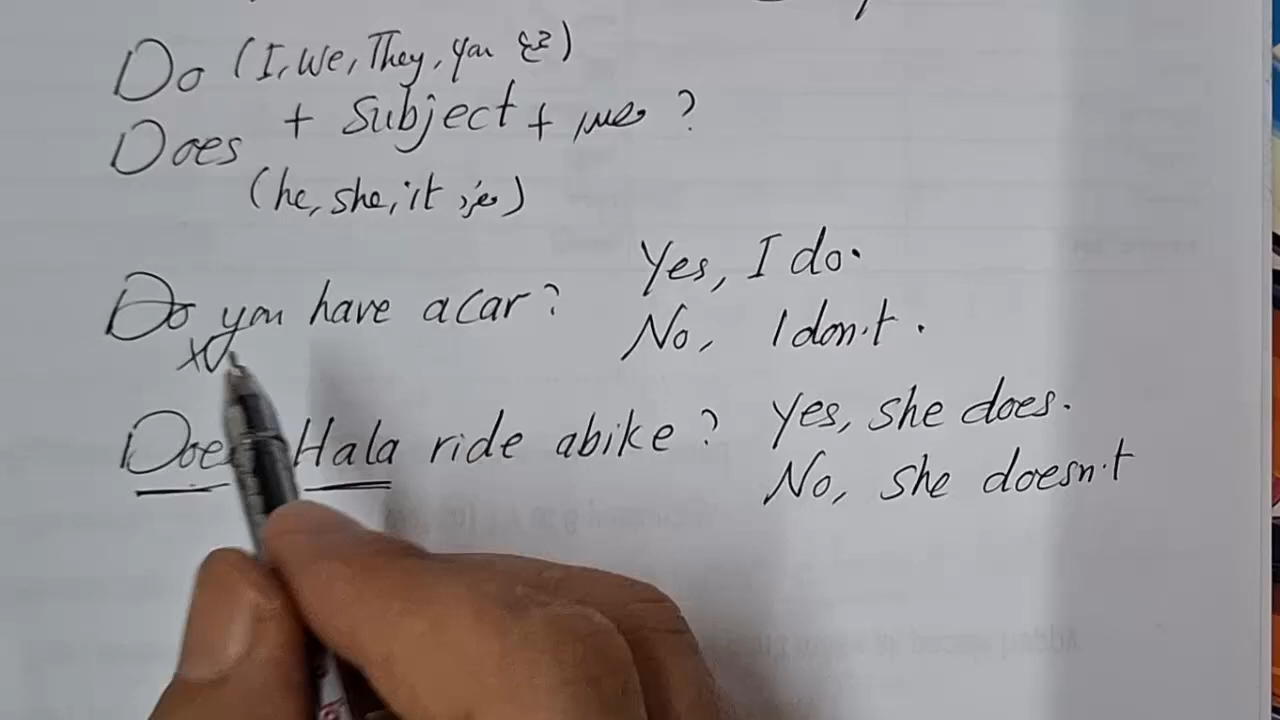 Do (I, We, They, you جمع)
+ Subject + مصدر ?
Does
(he, she, it مفرد)
Do you have a car? Yes, I do.
No, I don't.
Does Hala ride a bike? Yes, she does.
No, she doesn't